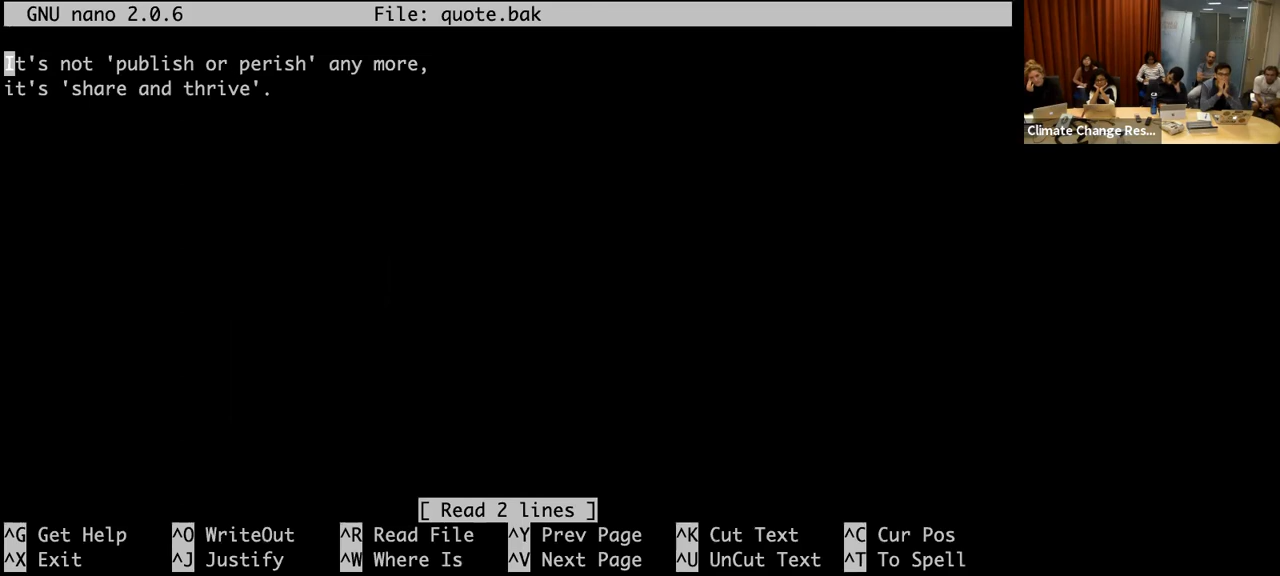 GNU nano 2.0.6 File: quote.bak
It's not 'publish or perish' any more,
it's 'share and thrive'.
Climate Change Res...
[ Read 2 lines ]
^G Get Help ^O WriteOut ^R Read File ^Y Prev Page ^K Cut Text ^C Cur Pos
^X Exit ^J Justify ^W Where Is ^V Next Page ^U UnCut Text ^T To Spell